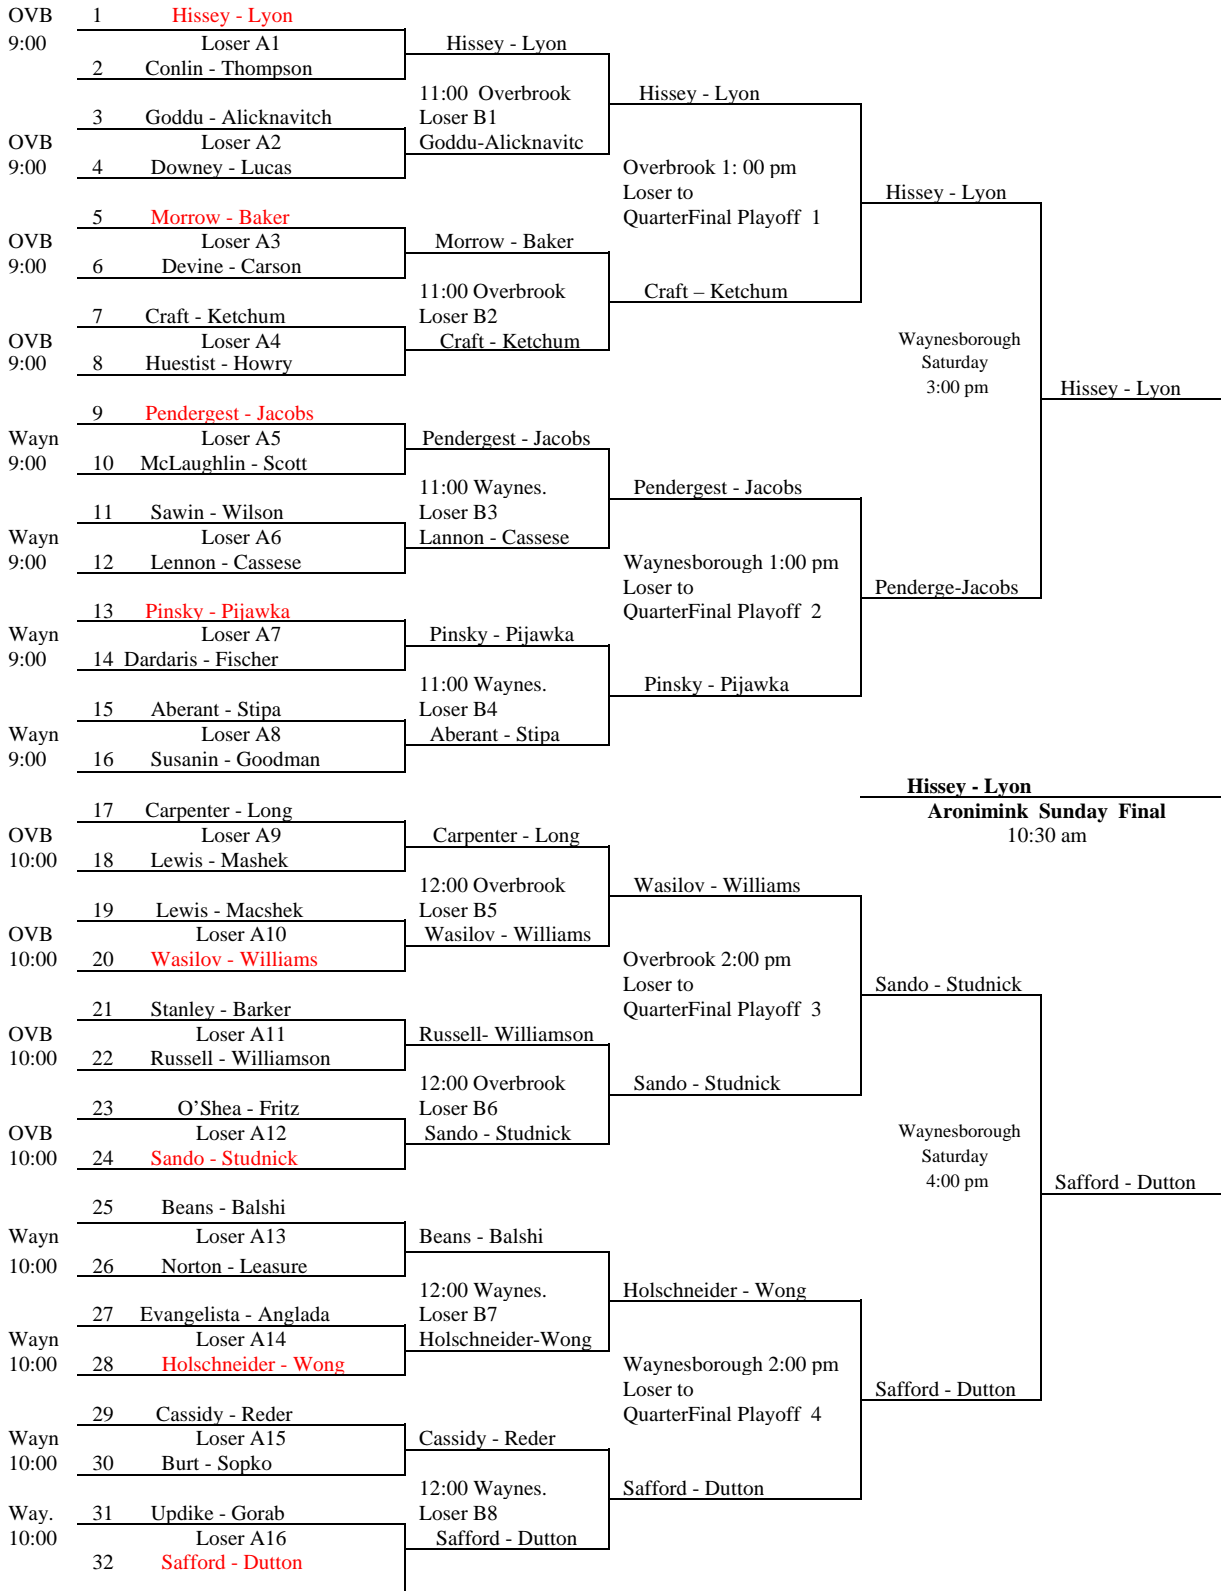 OVB 1 Hissey - Lyon
9:00 Loser A1 Hissey - Lyon
2 Conlin - Thompson
11:00 Overbrook Hissey - Lyon
3 Goddu - Alicknavitch Loser B1
OVB Loser A2 Goddu-Alicknavitc
9:00 4 Downey - Lucas Overbrook 1: 00 pm
Loser to Hissey - Lyon
5 Morrow - Baker QuarterFinal Playoff 1
OVB Loser A3 Morrow - Baker
9:00 6 Devine - Carson
11:00 Overbrook Craft – Ketchum
7 Craft - Ketchum Loser B2
OVB Loser A4 Craft - Ketchum Waynesborough
9:00 8 Huestist - Howry Saturday
3:00 pm Hissey - Lyon
9 Pendergest - Jacobs
Wayn Loser A5 Pendergest - Jacobs
9:00 10 McLaughlin - Scott
11:00 Waynes. Pendergest - Jacobs
11 Sawin - Wilson Loser B3
Wayn Loser A6 Lannon - Cassese
9:00 12 Lennon - Cassese Waynesborough 1:00 pm
Loser to Penderge-Jacobs
13 Pinsky - Pijawka QuarterFinal Playoff 2
Wayn Loser A7 Pinsky - Pijawka
9:00 14 Dardaris - Fischer
11:00 Waynes. Pinsky - Pijawka
15 Aberant - Stipa Loser B4
Wayn Loser A8 Aberant - Stipa
9:00 16 Susanin - Goodman
Hissey - Lyon
17 Carpenter - Long Aronimink Sunday Final
OVB Loser A9 Carpenter - Long 10:30 am
10:00 18 Lewis - Mashek
12:00 Overbrook Wasilov - Williams
19 Lewis - Macshek Loser B5
OVB Loser A10 Wasilov - Williams
10:00 20 Wasilov - Williams Overbrook 2:00 pm
Loser to Sando - Studnick
21 Stanley - Barker QuarterFinal Playoff 3
OVB Loser A11 Russell- Williamson
10:00 22 Russell - Williamson
12:00 Overbrook Sando - Studnick
23 O'Shea - Fritz Loser B6
OVB Loser A12 Sando - Studnick Waynesborough
10:00 24 Sando - Studnick Saturday
4:00 pm Safford - Dutton
25 Beans - Balshi
Wayn Loser A13 Beans - Balshi
10:00 26 Norton - Leasure
12:00 Waynes. Holschneider - Wong
27 Evangelista - Anglada Loser B7
Wayn Loser A14 Holschneider-Wong
10:00 28 Holschneider - Wong Waynesborough 2:00 pm
Loser to Safford - Dutton
29 Cassidy - Reder QuarterFinal Playoff 4
Wayn Loser A15 Cassidy - Reder
10:00 30 Burt - Sopko
12:00 Waynes. Safford - Dutton
Way. 31 Updike - Gorab Loser B8
10:00 Loser A16 Safford - Dutton
32 Safford - Dutton